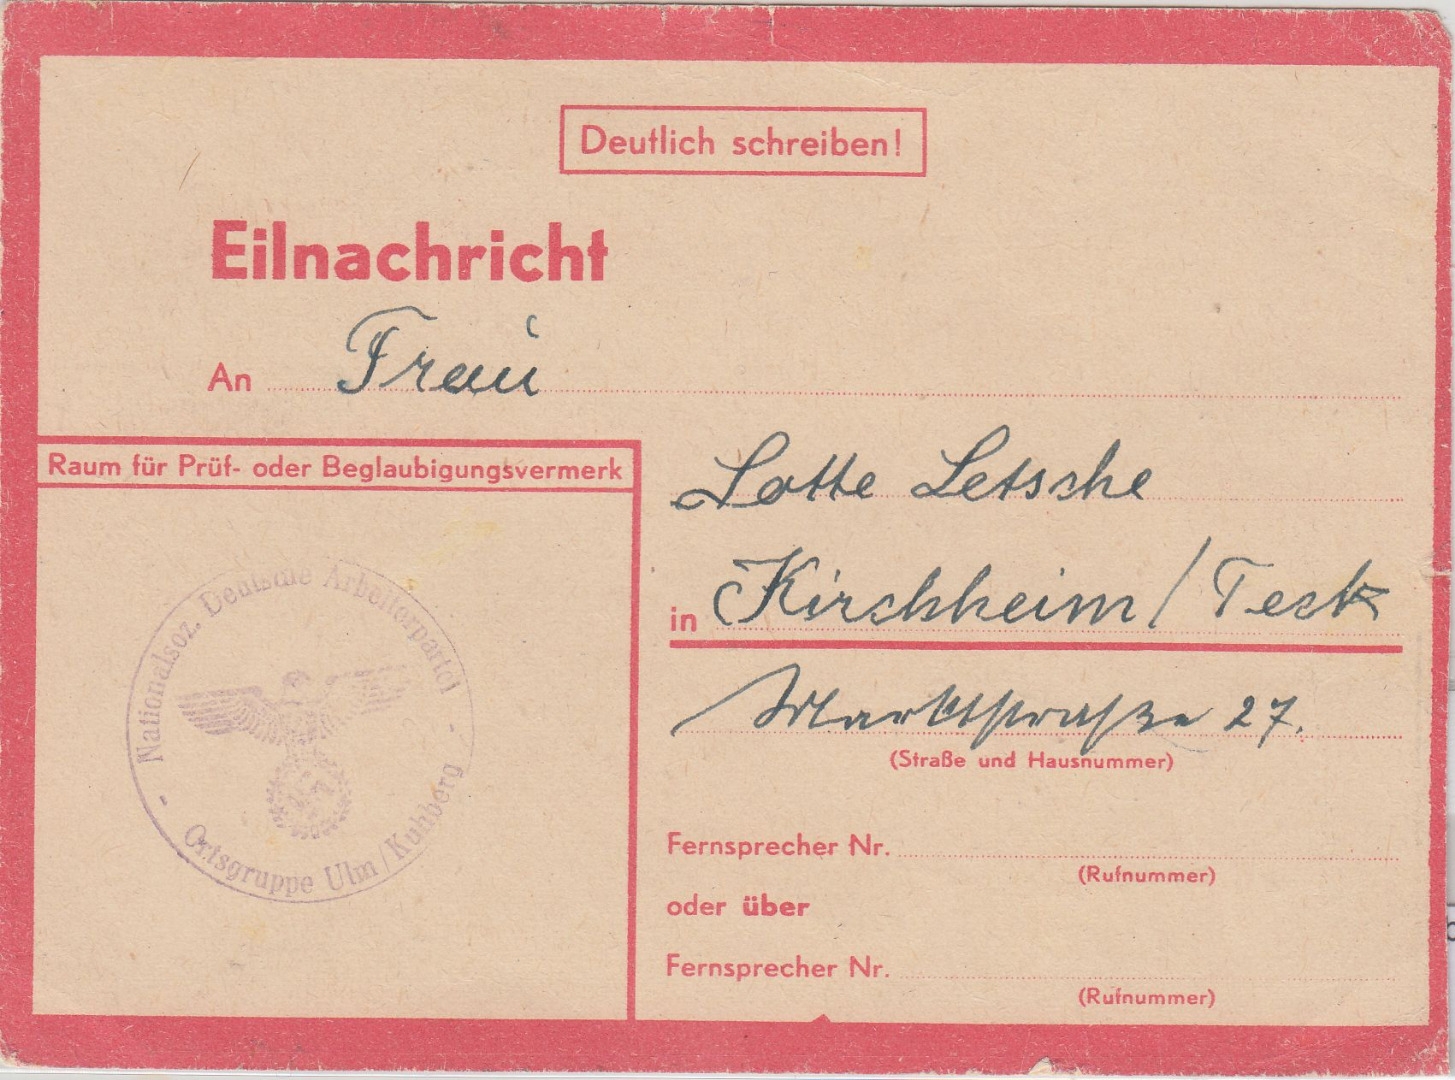 Deutlich schreiben!
Eilnachricht
An Frau
Raum für Prüf- oder Beglaubigungsvermerk
Lotte Letsche
in Kirchheim/Teck
Marktstraße 27.
(Straße und Hausnummer)
Nationalsoz. Deutsche Arbeiterpartei
- Ortsgruppe Ulm/Kuhberg -
Fernsprecher Nr.
(Rufnummer)
oder über
Fernsprecher Nr.
(Rufnummer)